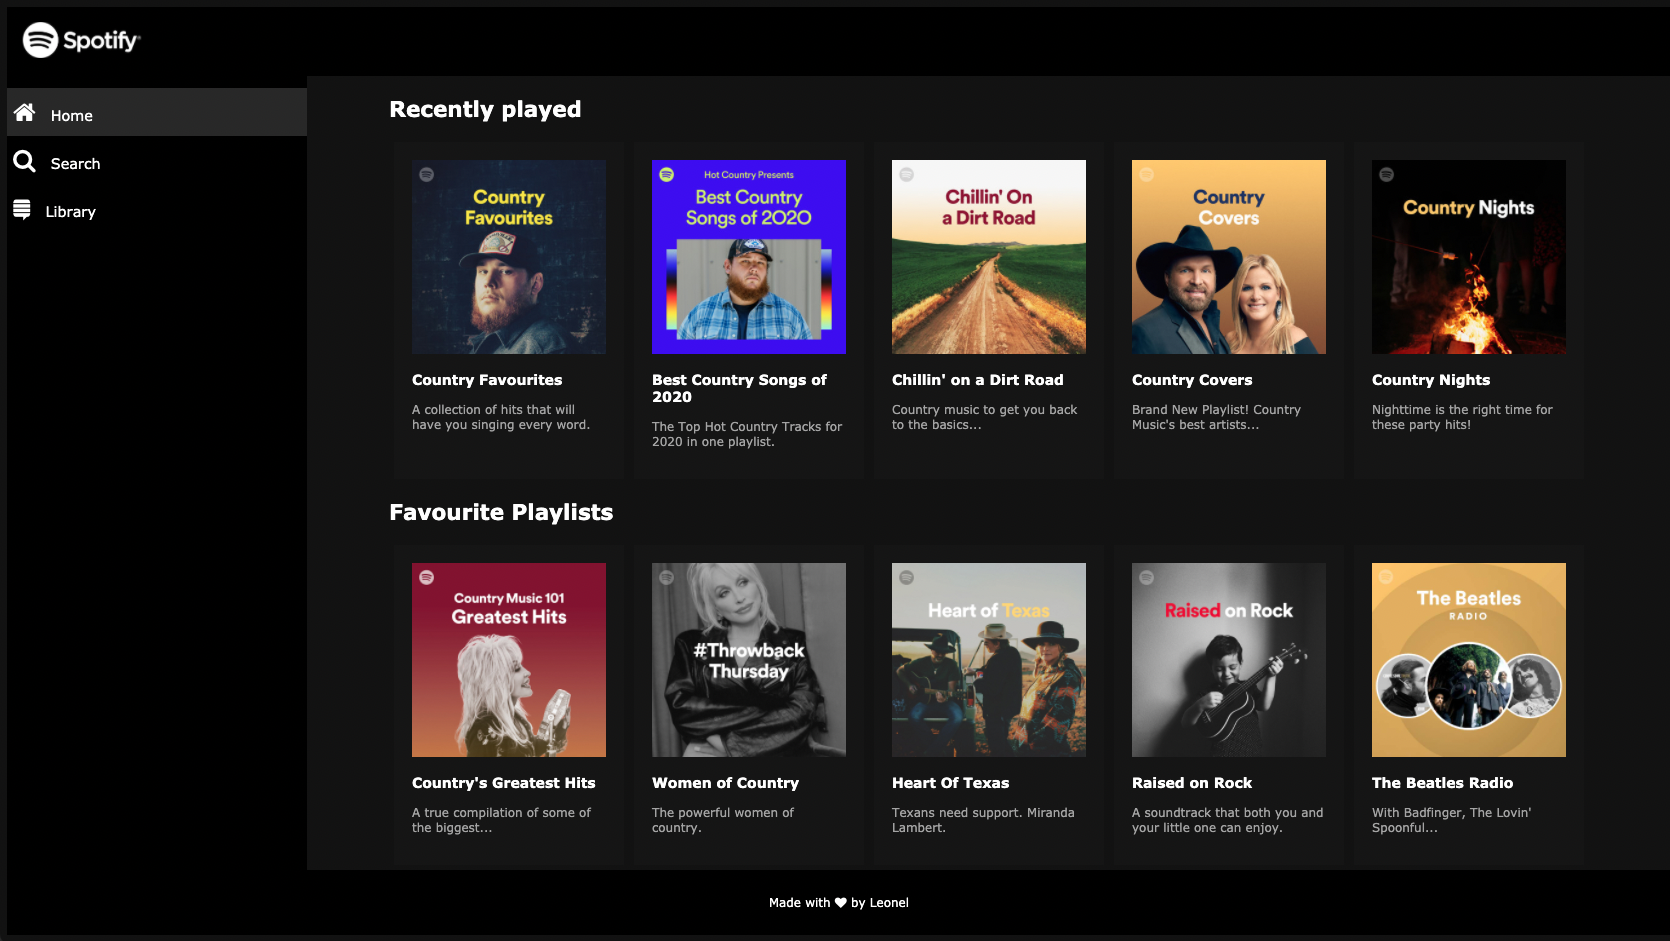 Spotify
Home
Search
Library
Recently played
Country
Favourites
Country Favourites
A collection of hits that will
have you singing every word.
Hot Country Presents
Best Country
Songs of 2020
Best Country Songs of
2020
The Top Hot Country Tracks for
2020 in one playlist.
Chillin' On
a Dirt Road
Chillin' on a Dirt Road
Country music to get you back
to the basics...
Country
Covers
Country Covers
Brand New Playlist! Country
Music's best artists...
Country Nights
Country Nights
Nighttime is the right time for
these party hits!
Favourite Playlists
Country Music 101
Greatest Hits
Country's Greatest Hits
A true compilation of some of
the biggest...
#Throwback
Thursday
Women of Country
The powerful women of
country.
Heart of Texas
Heart Of Texas
Texans need support. Miranda
Lambert.
Raised on Rock
Raised on Rock
A soundtrack that both you and
your little one can enjoy.
The Beatles
RADIO
The Beatles Radio
With Badfinger, The Lovin'
Spoonful...
Made with ♥ by Leonel